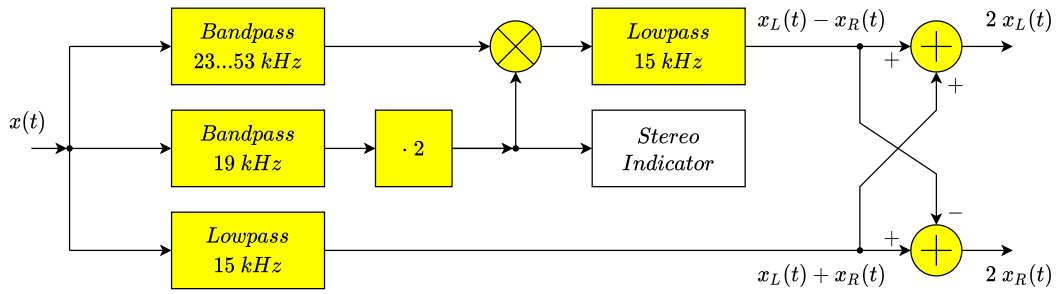 x_L(t) − x_R(t)
2 x_L(t)
Bandpass
23...53 kHz
Lowpass
15 kHz
+
+
x(t)
Bandpass
19 kHz
· 2
Stereo
Indicator
−
Lowpass
15 kHz
+
x_L(t) + x_R(t)
2 x_R(t)